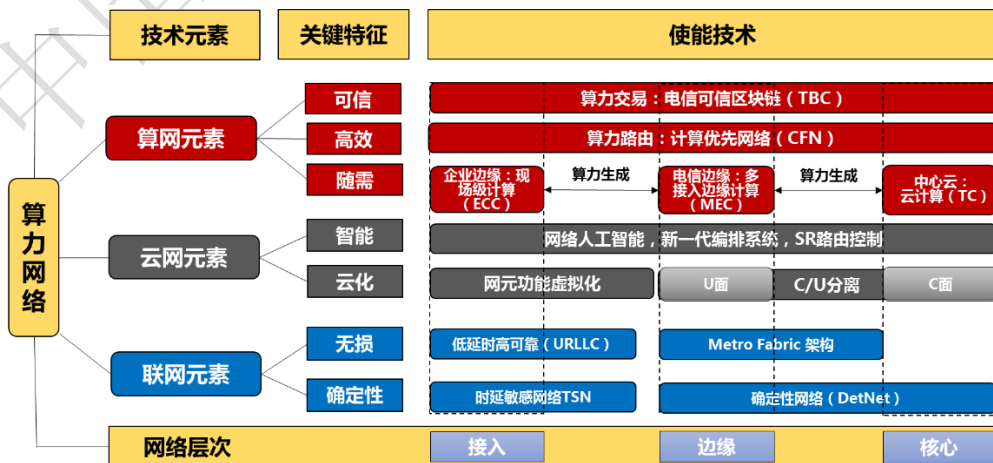 技术元素
关键特征
使能技术
可信
算力交易：电信可信区块链（TBC）
算网元素
高效
算力路由：计算优先网络（CFN）
随需
企业边缘：现
场级计算
（ECC）
算力生成
电信边缘：多
接入边缘计算
（MEC）
算力生成
中心云：
云计算（TC）
算力网络
云网元素
智能
网络人工智能，新一代编排系统，SR路由控制
云化
网元功能虚拟化
U面
C/U分离
C面
联网元素
无损
低延时高可靠（URLLC）
Metro Fabric 架构
确定性
时延敏感网络TSN
确定性网络（DetNet）
网络层次
接入
边缘
核心